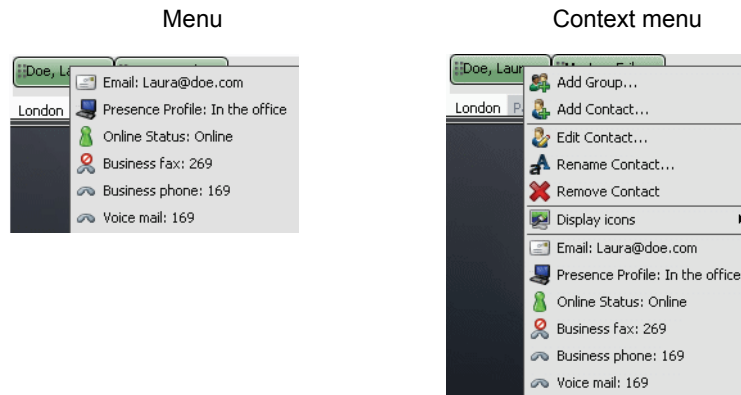 Menu
Doe, La
Email: Laura@doe.com
London
Presence Profile: In the office
Online Status: Online
Business fax: 269
Business phone: 169
Voice mail: 169
Context menu
Doe, Laur
Add Group...
London P
Add Contact...
Edit Contact...
Rename Contact...
Remove Contact
Display icons
Email: Laura@doe.com
Presence Profile: In the office
Online Status: Online
Business fax: 269
Business phone: 169
Voice mail: 169